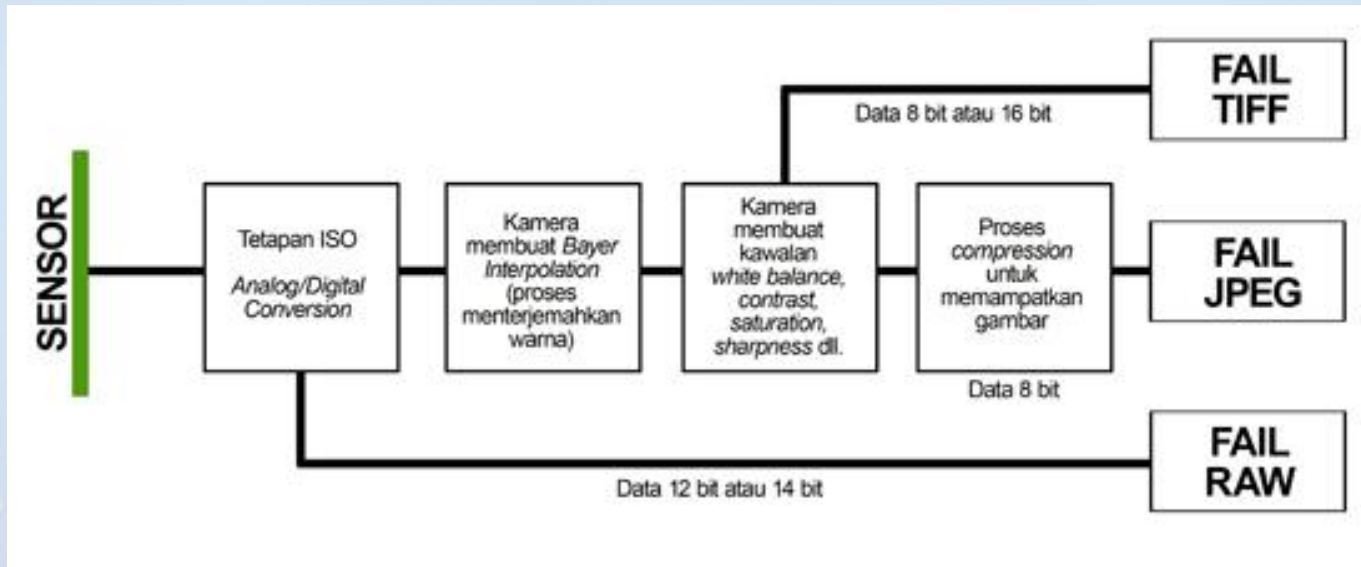 SENSOR
Tetapan ISO
Analog/Digital
Conversion
Kamera
membuat Bayer
Interpolation
(proses
menterjemahkan
warna)
Kamera
membuat
kawalan
white balance,
contrast,
saturation,
sharpness dll.
Proses
compression
untuk
memampatkan
gambar
Data 8 bit
Data 8 bit atau 16 bit
FAIL
TIFF
FAIL
JPEG
Data 12 bit atau 14 bit
FAIL
RAW